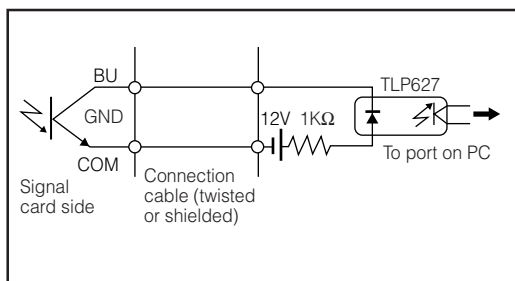 BU
GND
COM
Signal
card side
Connection
cable (twisted
or shielded)
12V 1KΩ
TLP627
To port on PC